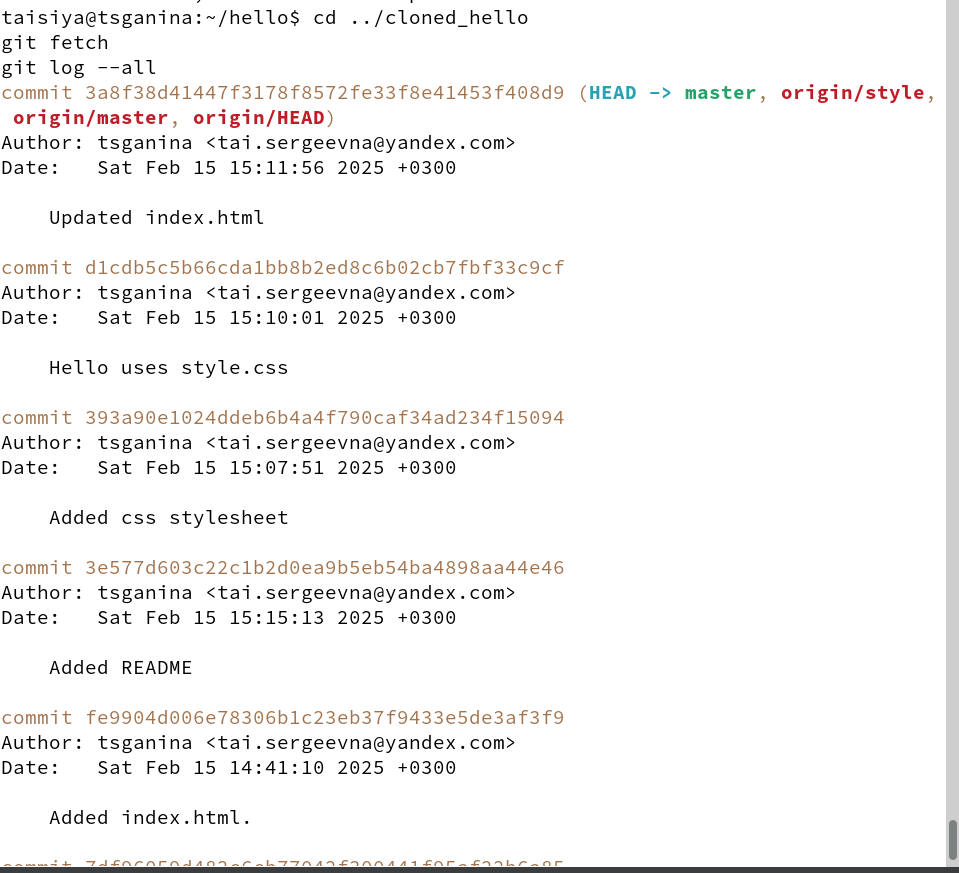 taisiya@tsganina:~/hello$ cd ../cloned_hello
git fetch
git log --all
commit 3a8f38d41447f3178f8572fe33f8e41453f408d9 (HEAD -> master, origin/style,
origin/master, origin/HEAD)
Author: tsganina <tai.sergeevna@yandex.com>
Date:   Sat Feb 15 15:11:56 2025 +0300
Updated index.html
commit d1cdb5c5b66cda1bb8b2ed8c6b02cb7fbf33c9cf
Author: tsganina <tai.sergeevna@yandex.com>
Date:   Sat Feb 15 15:10:01 2025 +0300
Hello uses style.css
commit 393a90e1024ddeb6b4a4f790caf34ad234f15094
Author: tsganina <tai.sergeevna@yandex.com>
Date:   Sat Feb 15 15:07:51 2025 +0300
Added css stylesheet
commit 3e577d603c22c1b2d0ea9b5eb54ba4898aa44e46
Author: tsganina <tai.sergeevna@yandex.com>
Date:   Sat Feb 15 15:15:13 2025 +0300
Added README
commit fe9904d006e78306b1c23eb37f9433e5de3af3f9
Author: tsganina <tai.sergeevna@yandex.com>
Date:   Sat Feb 15 14:41:10 2025 +0300
Added index.html.
commit